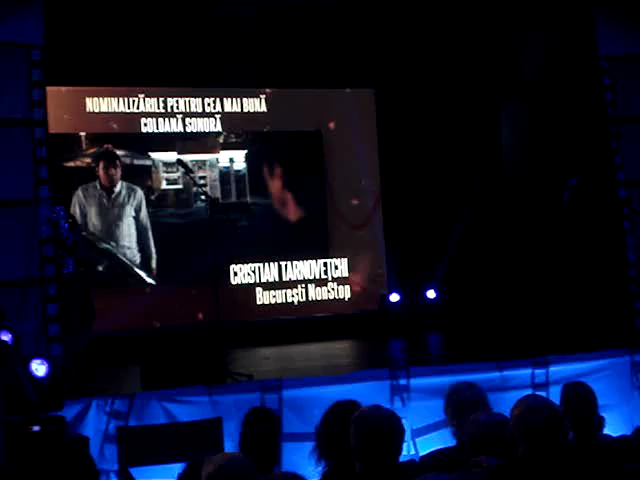 NOMINALIZĂRILE PENTRU CEA MAI BUNĂ
COLOANĂ SONORĂ
CRISTIAN TARNOVEȚCHI
București NonStop